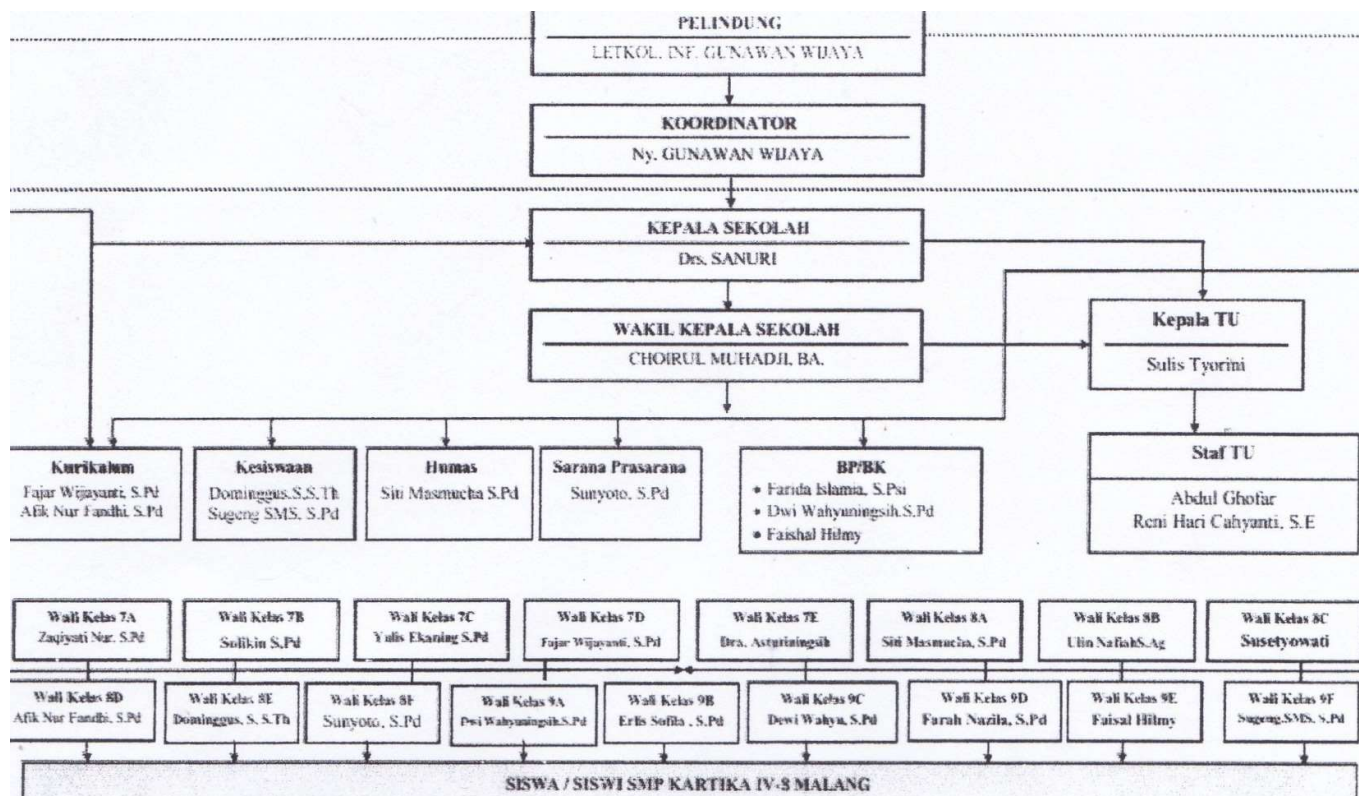 PELINDUNG
LETKOL. INF. GUNAWAN WIJAYA
KOORDINATOR
Ny. GUNAWAN WIJAYA
KEPALA SEKOLAH
Drs. SANURI
WAKIL KEPALA SEKOLAH
CHOIRUL MUHADJI, BA.
Kepala TU
Sulis Tyorini
Kurikulum
Fajar Wijayanti, S.Pd
Afik Nur Fandhi, S.Pd
Kesiswaan
Dominggus.S.S.Th
Sugeng SMS, S.Pd
Humas
Siti Masmucha S.Pd
Sarana Prasarana
Sunyoto, S.Pd
BP/BK
• Farida Islamia, S.Psi
• Dwi Wahyuningsih.S.Pd
• Faishal Hilmy
Staf TU
Abdul Ghofar
Reni Hari Cahyanti, S.E
Wali Kelas 7A
Zaqiyati Nur, S.Pd
Wali Kelas 7B
Solikin S.Pd
Wali Kelas 7C
Yulis Ekaning S.Pd
Wali Kelas 7D
Fajar Wijayanti, S.Pd
Wali Kelas 7E
Dra. Asturiningsih
Wali Kelas 8A
Siti Masmucha, S.Pd
Wali Kelas 8B
Ulin NafiahS.Ag
Wali Kelas 8C
Susetyowati
Wali Kelas 8D
Afik Nur Fandhi, S.Pd
Wali Kelas 8E
Dominggus, S, S.Th
Wali Kelas 8F
Sunyoto, S.Pd
Wali Kelas 9A
Dwi Wahyuningsih.S.Pd
Wali Kelas 9B
Erlis Sofila , S.Pd
Wali Kelas 9C
Dewi Wahyu, S.Pd
Wali Kelas 9D
Farah Nazila, S.Pd
Wali Kelas 9E
Faisal Hilmy
Wali Kelas 9F
Sugeng.SMS, S.Pd
SISWA / SISWI SMP KARTIKA IV-8 MALANG